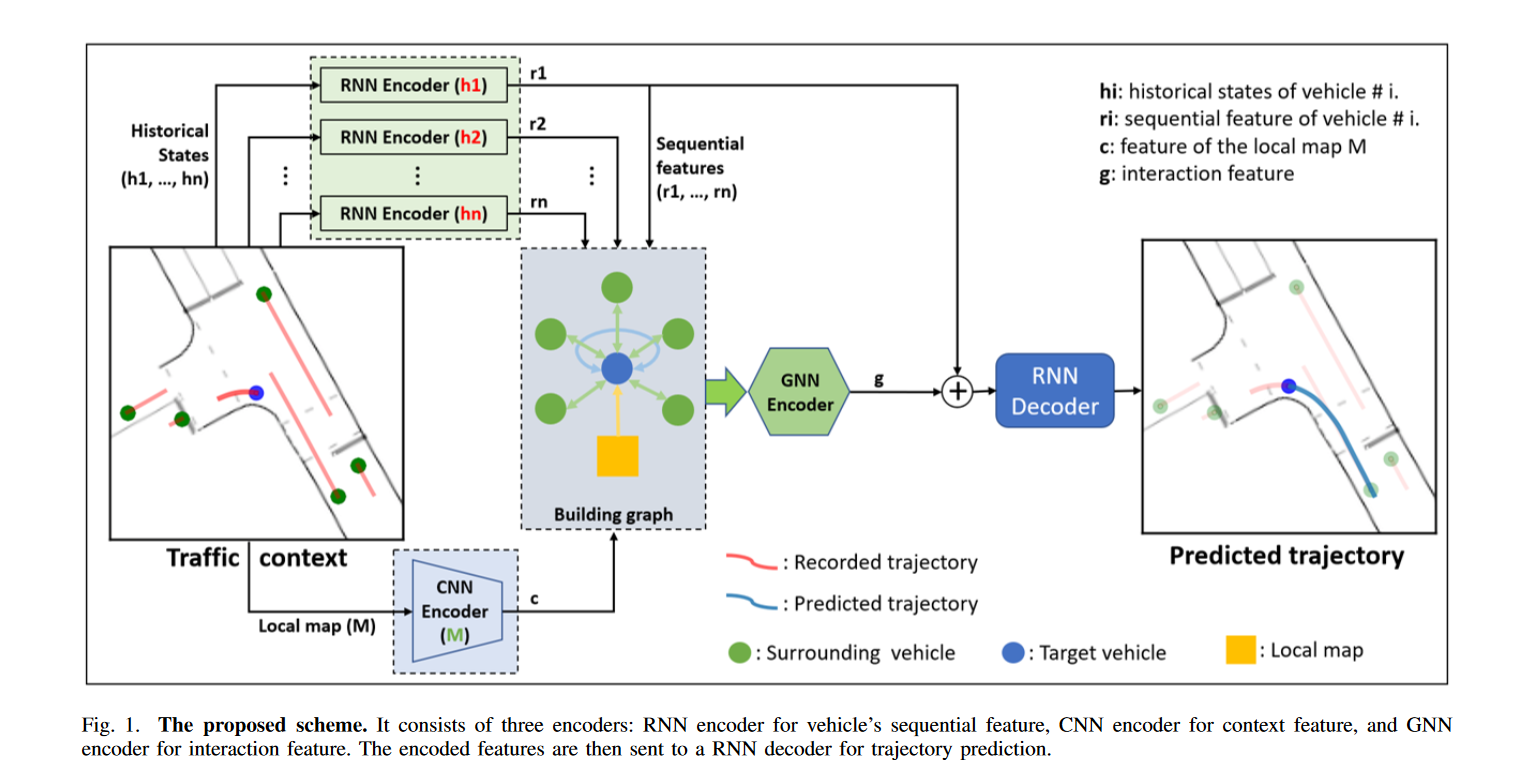 RNN Encoder (h1)
r1
RNN Encoder (h2)
r2
⋮
⋮
⋮
RNN Encoder (hn)
rn
Historical
States
(h1, ..., hn)
Sequential
features
(r1, ..., rn)
hi: historical states of vehicle # i.
ri: sequential feature of vehicle # i.
c: feature of the local map M
g: interaction feature
Building graph
GNN
Encoder
g
+
RNN
Decoder
Traffic context
Predicted trajectory
Local map (M)
CNN
Encoder
(M)
c
: Recorded trajectory
: Predicted trajectory
: Surrounding vehicle
: Target vehicle
: Local map
Fig. 1. The proposed scheme. It consists of three encoders: RNN encoder for vehicle's sequential feature, CNN encoder for context feature, and GNN
encoder for interaction feature. The encoded features are then sent to a RNN decoder for trajectory prediction.